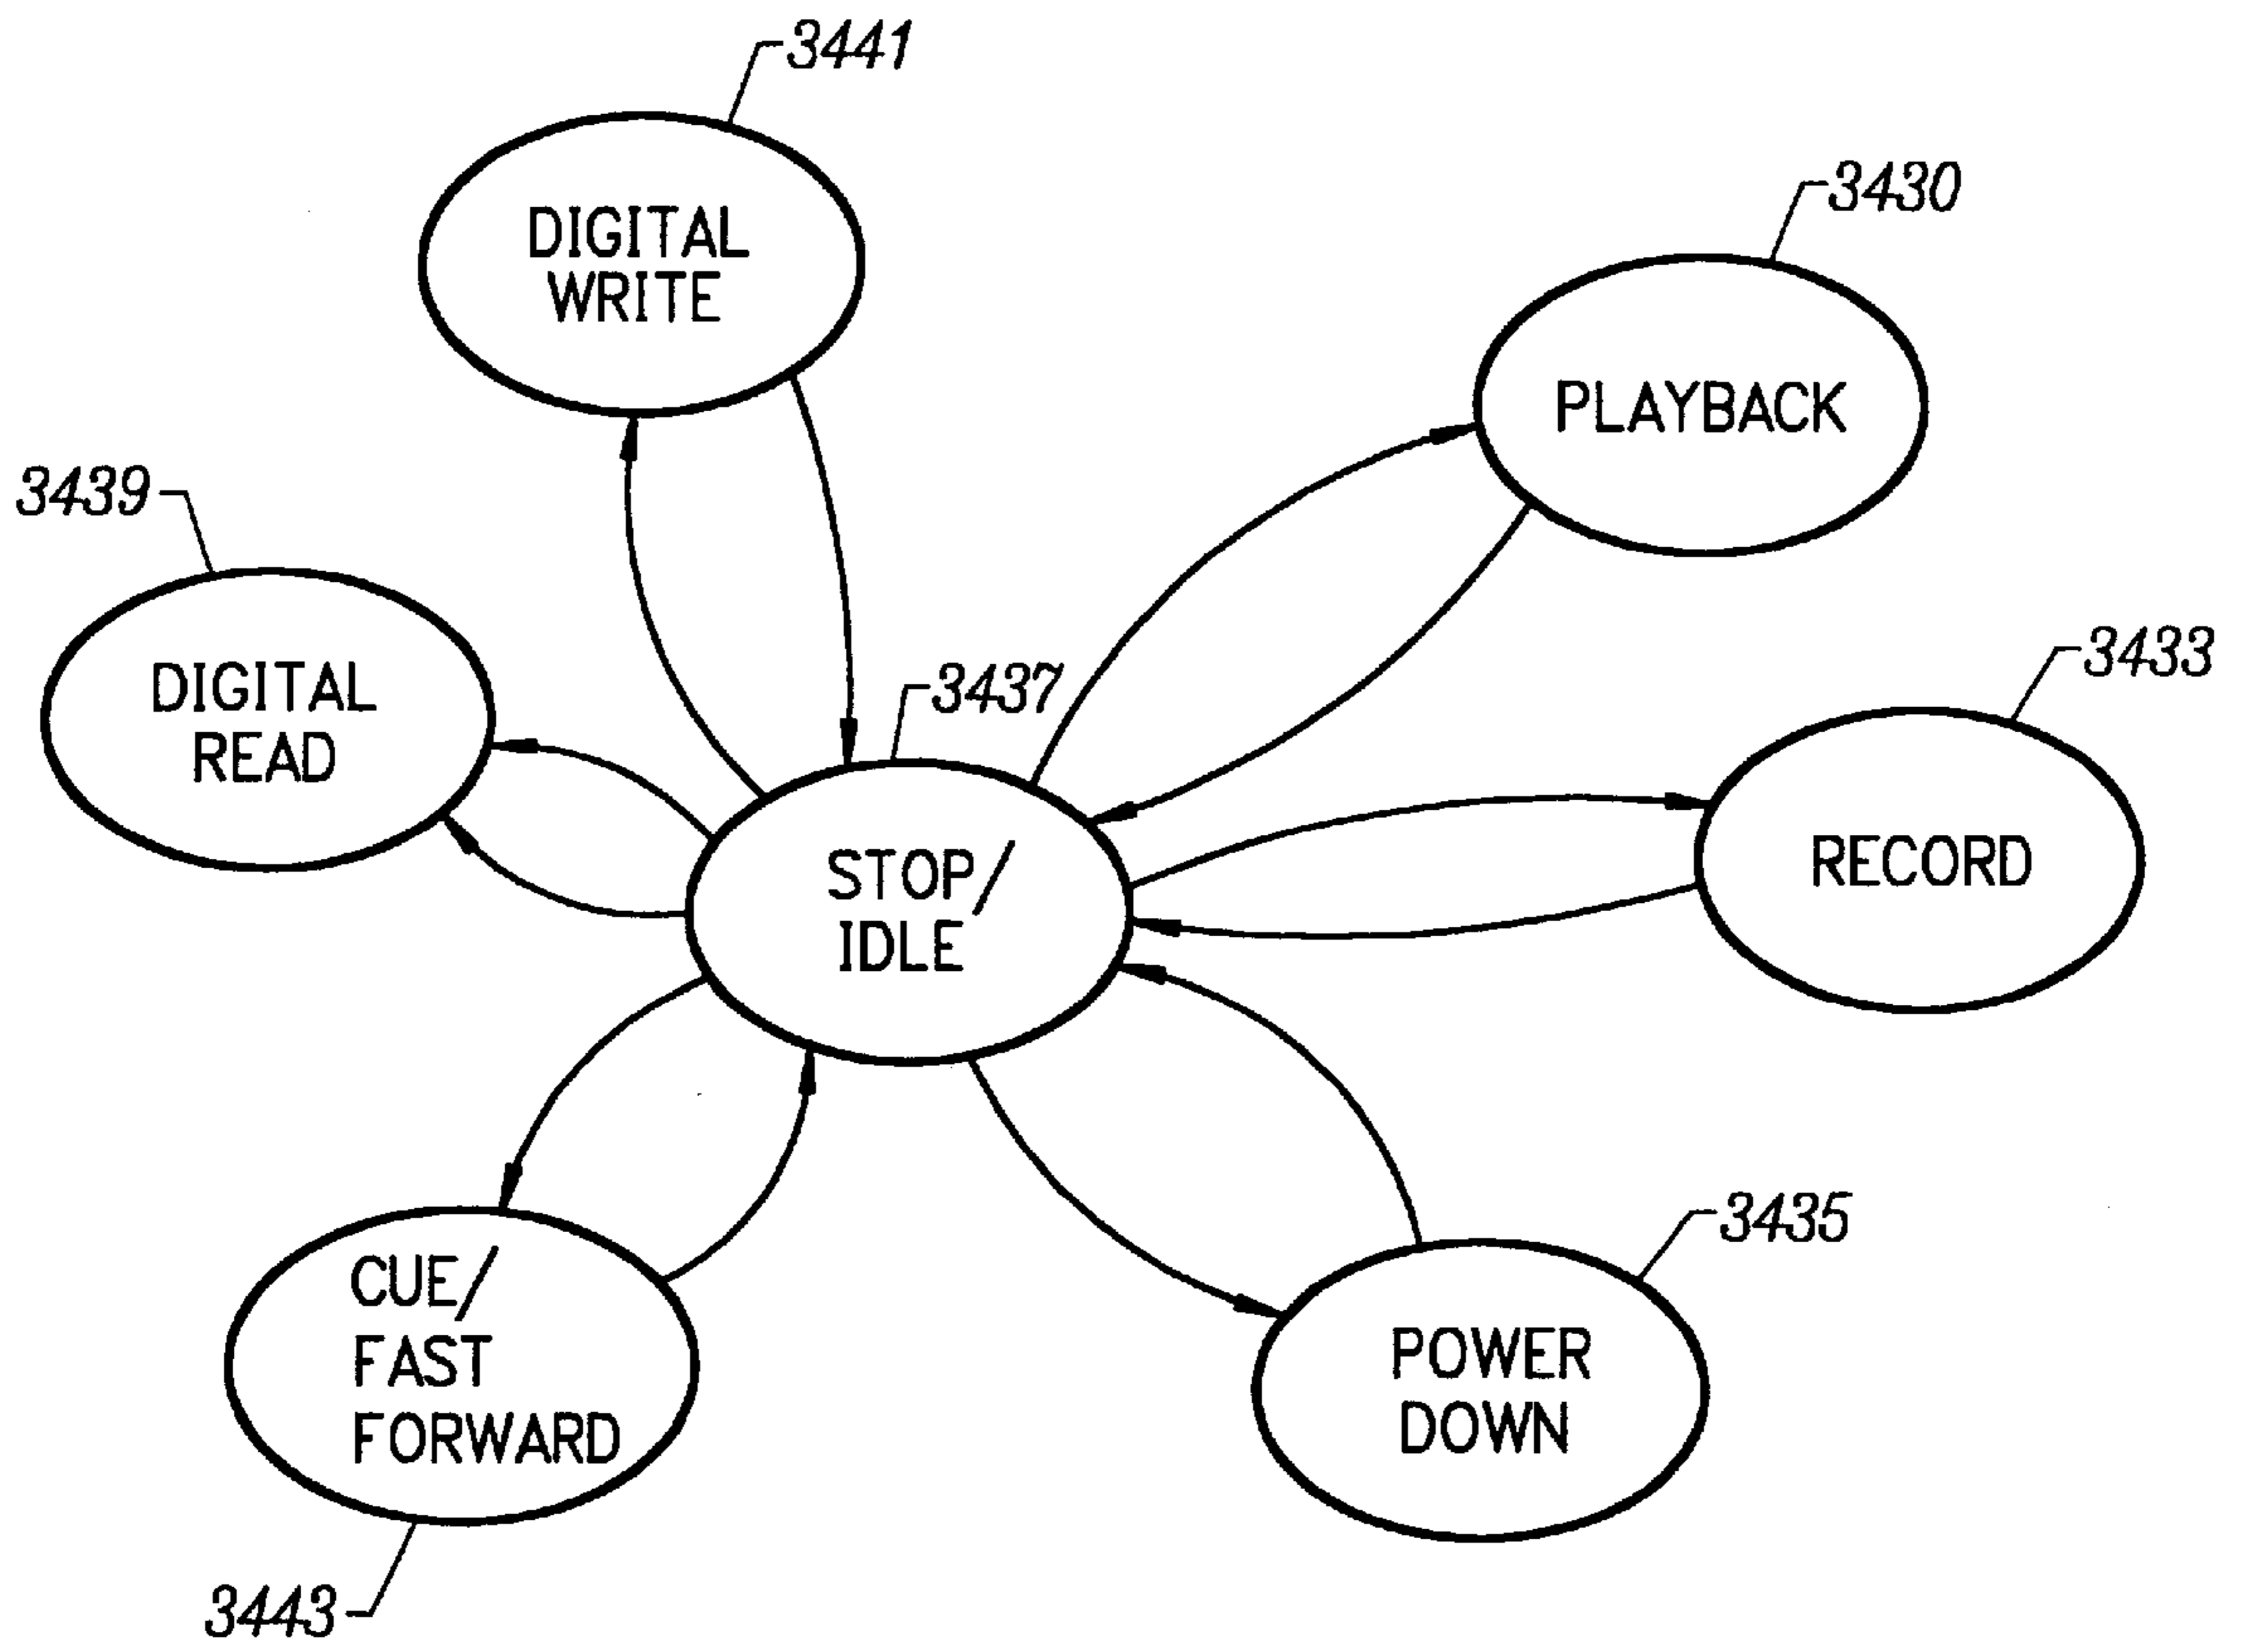 3441
DIGITAL
WRITE
3430
PLAYBACK
3439
DIGITAL
READ
3437
STOP/
IDLE
3433
RECORD
CUE/
FAST
FORWARD
3443
3435
POWER
DOWN